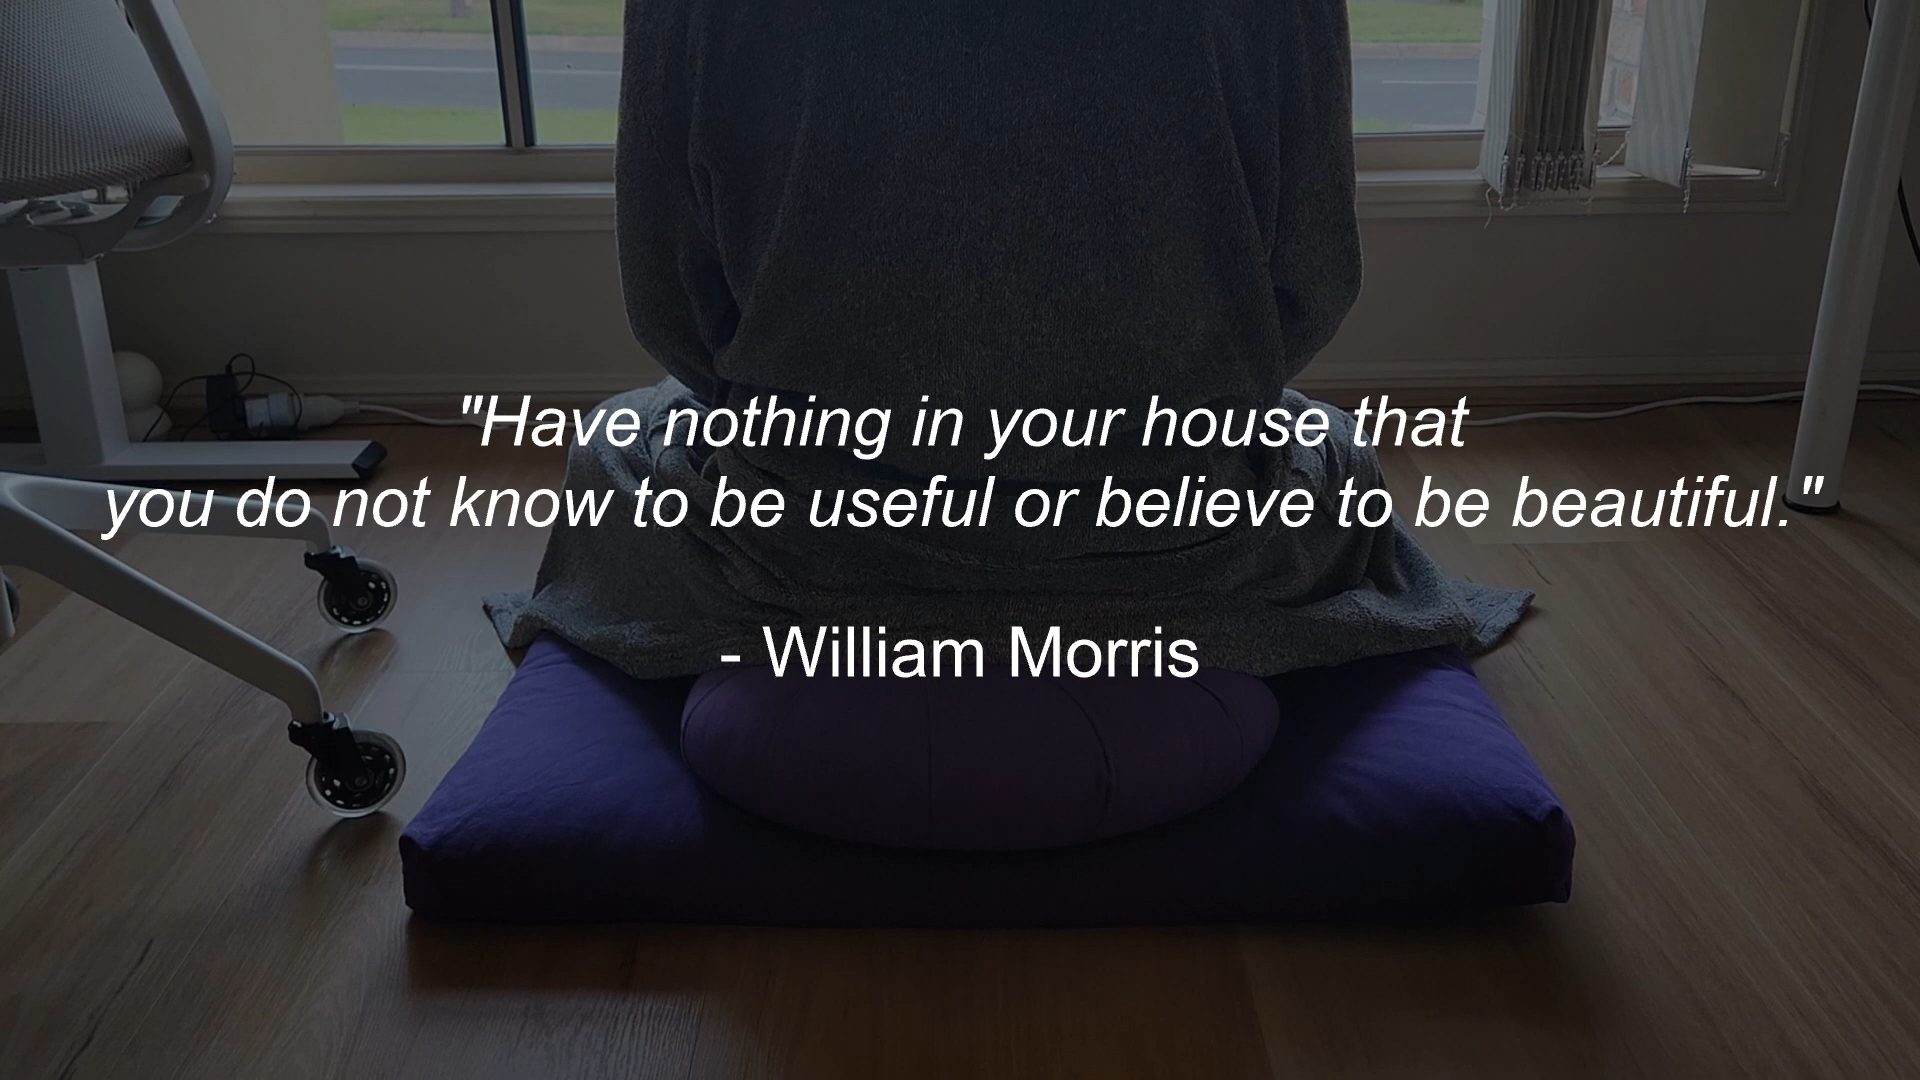 "Have nothing in your house that
you do not know to be useful or believe to be beautiful."
- William Morris